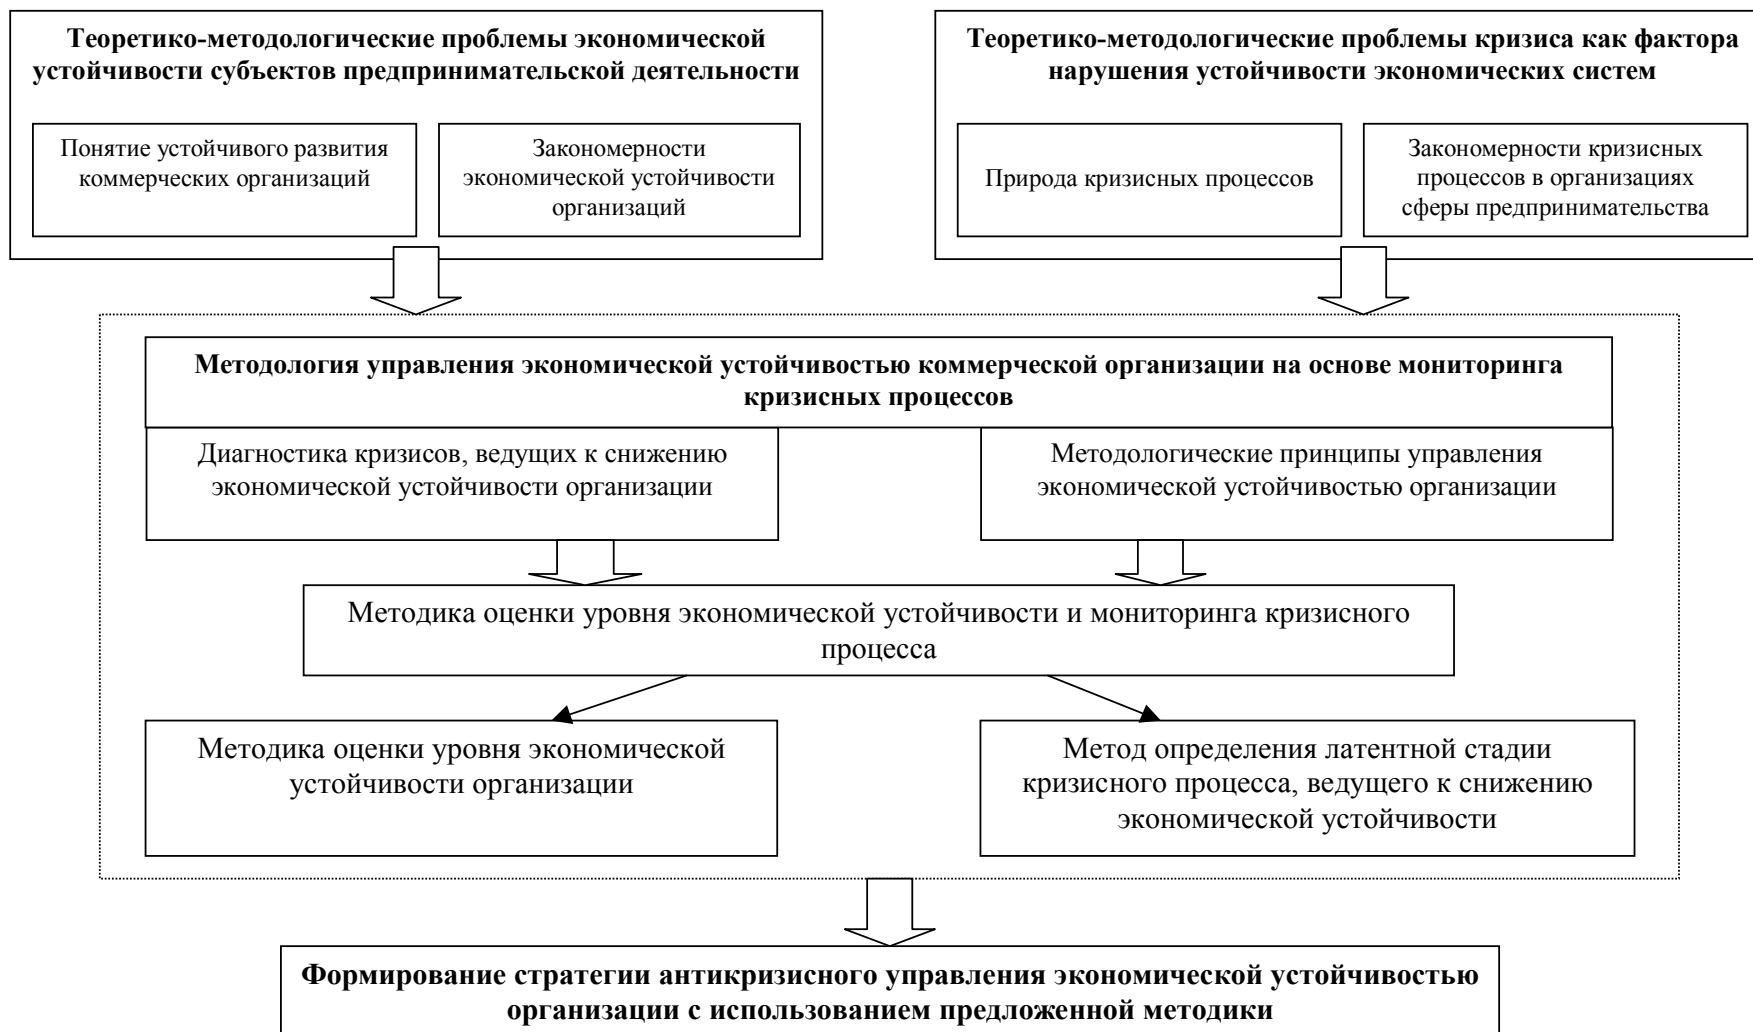 Теоретико-методологические проблемы экономической
устойчивости субъектов предпринимательской деятельности
Понятие устойчивого развития
коммерческих организаций
Закономерности
экономической устойчивости
организаций
Теоретико-методологические проблемы кризиса как фактора
нарушения устойчивости экономических систем
Природа кризисных процессов
Закономерности кризисных
процессов в организациях
сферы предпринимательства
Методология управления экономической устойчивостью коммерческой организации на основе мониторинга
кризисных процессов
Диагностика кризисов, ведущих к снижению
экономической устойчивости организации
Методологические принципы управления
экономической устойчивостью организации
Методика оценки уровня экономической устойчивости и мониторинга кризисного
процесса
Методика оценки уровня экономической
устойчивости организации
Метод определения латентной стадии
кризисного процесса, ведущего к снижению
экономической устойчивости
Формирование стратегии антикризисного управления экономической устойчивостью
организации с использованием предложенной методики